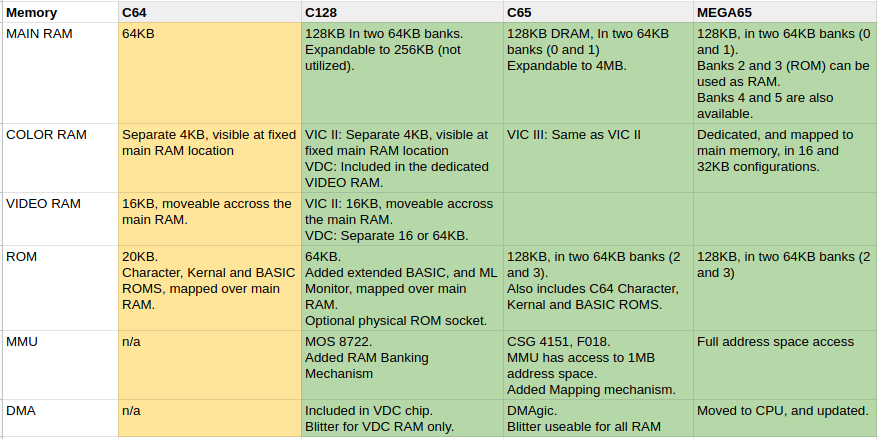 Memory C64 C128 C65 MEGA65
MAIN RAM
64KB
128KB In two 64KB banks.
Expandable to 256KB (not
utilized).
128KB DRAM, In two 64KB
banks (0 and 1)
Expandable to 4MB.
128KB, in two 64KB banks (0
and 1).
Banks 2 and 3 (ROM) can be
used as RAM.
Banks 4 and 5 are also
available.
COLOR RAM
Separate 4KB, visible at fixed
main RAM location
VIC II: Separate 4KB, visible at
fixed main RAM location
VDC: Included in the dedicated
VIDEO RAM.
VIC III: Same as VIC II
Dedicated, and mapped to
main memory, in 16 and
32KB configurations.
VIDEO RAM
16KB, moveable accross the
main RAM.
VIC II: 16KB, moveable accross
the main RAM.
VDC: Separate 16 or 64KB.
ROM
20KB.
Character, Kernal and BASIC
ROMS, mapped over main
RAM.
64KB.
Added extended BASIC, and ML
Monitor, mapped over main
RAM.
Optional physical ROM socket.
128KB, in two 64KB banks (2
and 3).
Also includes C64 Character,
Kernal and BASIC ROMS.
128KB, in two 64KB banks (2
and 3)
MMU
n/a
MOS 8722.
Added RAM Banking
Mechanism
CSG 4151, F018.
MMU has access to 1MB
address space.
Added Mapping mechanism.
Full address space access
DMA
n/a
Included in VDC chip.
Blitter for VDC RAM only.
DMAgic.
Blitter useable for all RAM
Moved to CPU, and updated.